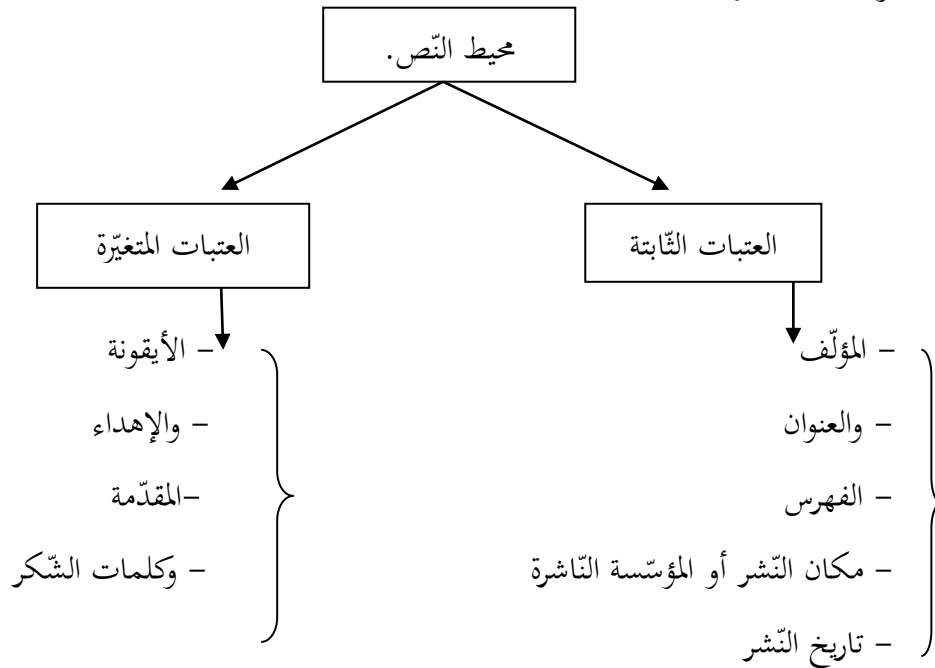 محيط النّص.
العتبات الثّابتة
العتبات المتغيّرة
– المؤلّف
– والعنوان
– الفهرس
– مكان النّشر أو المؤسّسة النّاشرة
– تاريخ النّشر
– الأيقونة
– والإهداء
–المقدّمة
– وكلمات الشّكر